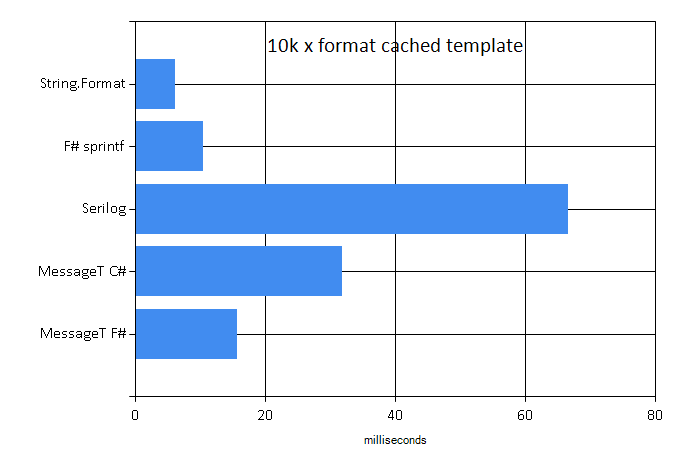 10k x format cached template
String.Format
F# sprintf
Serilog
MessageT C#
MessageT F#
0 20 40 60 80
milliseconds